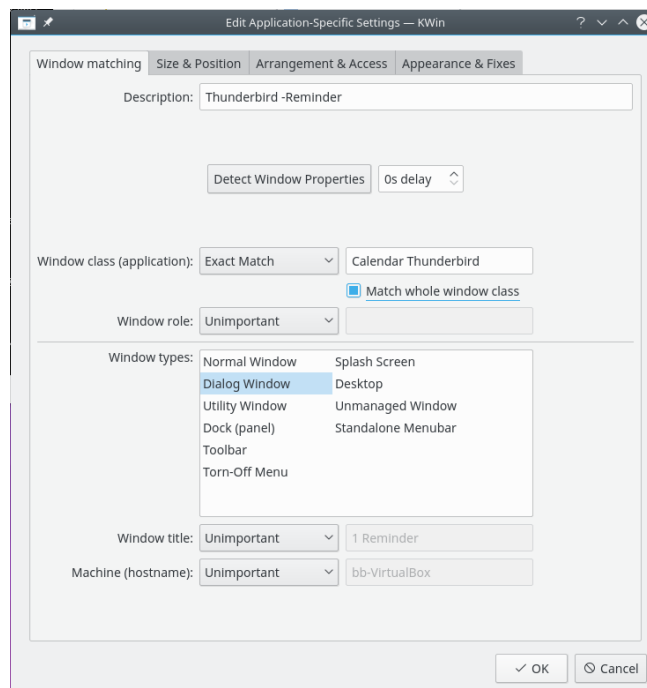 Edit Application-Specific Settings — KWin
Window matching Size & Position Arrangement & Access Appearance & Fixes
Description: Thunderbird -Reminder
Detect Window Properties 0s delay
Window class (application): Exact Match Calendar Thunderbird
Match whole window class
Window role: Unimportant
Window types: Normal Window Splash Screen
Dialog Window Desktop
Utility Window Unmanaged Window
Dock (panel) Standalone Menubar
Toolbar
Torn-Off Menu
Window title: Unimportant 1 Reminder
Machine (hostname): Unimportant bb-VirtualBox
OK Cancel